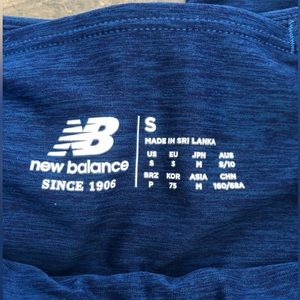 NB
new balance
SINCE 1906
S
MADE IN SRI LANKA
US EU JPN AUS
S S M S/10
BRZ KOR ASIA CHN
P 75 M 160/68A